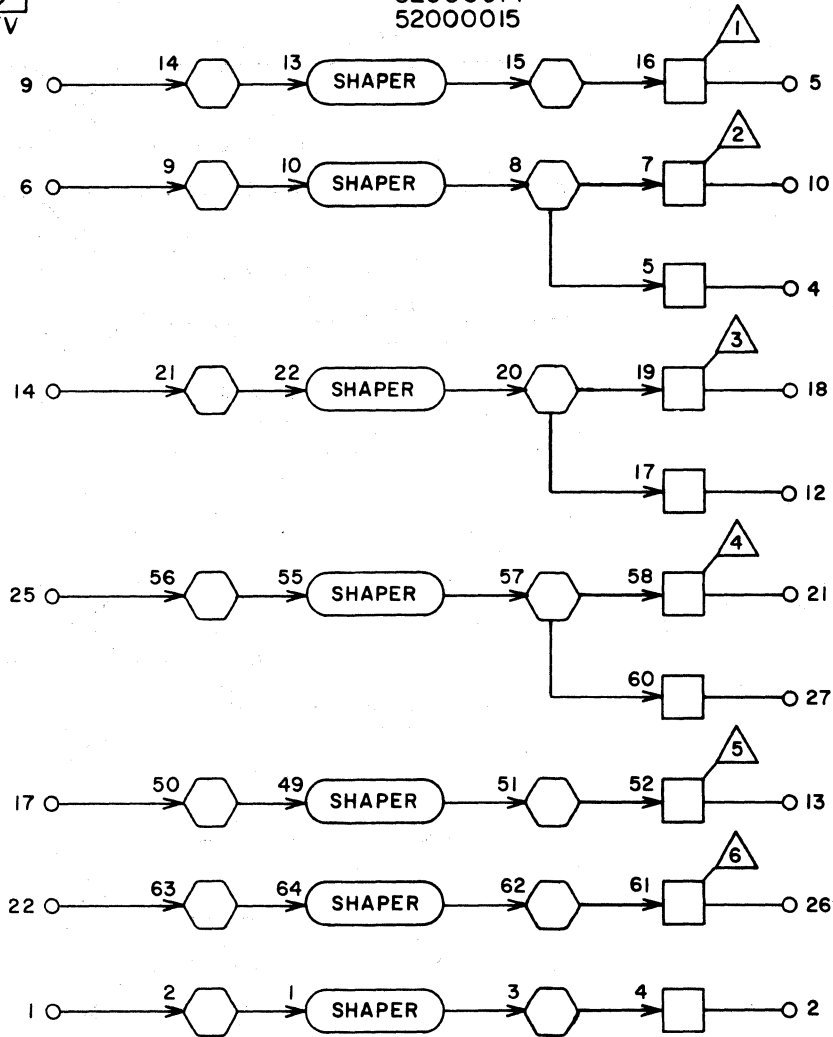 V
52000015
1
9 14 13 SHAPER 15 16 5
2
6 9 10 SHAPER 8 7 10
5 4
3
14 21 22 SHAPER 20 19 18
17 12
4
25 56 55 SHAPER 57 58 21
60 27
5
17 50 49 SHAPER 51 52 13
6
22 63 64 SHAPER 62 61 26
1 2 1 SHAPER 3 4 2